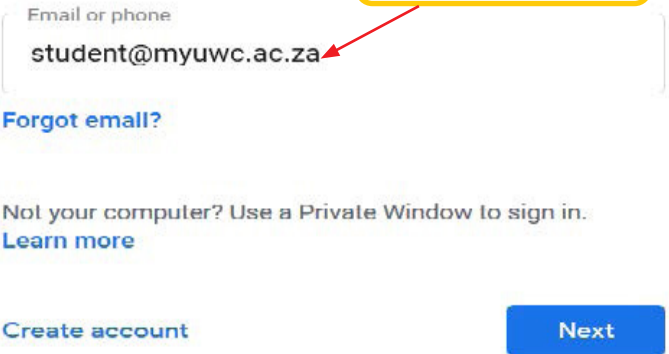 Email or phone
student@myuwc.ac.za
Forgot email?
Not your computer? Use a Private Window to sign in.
Learn more
Create account
Next